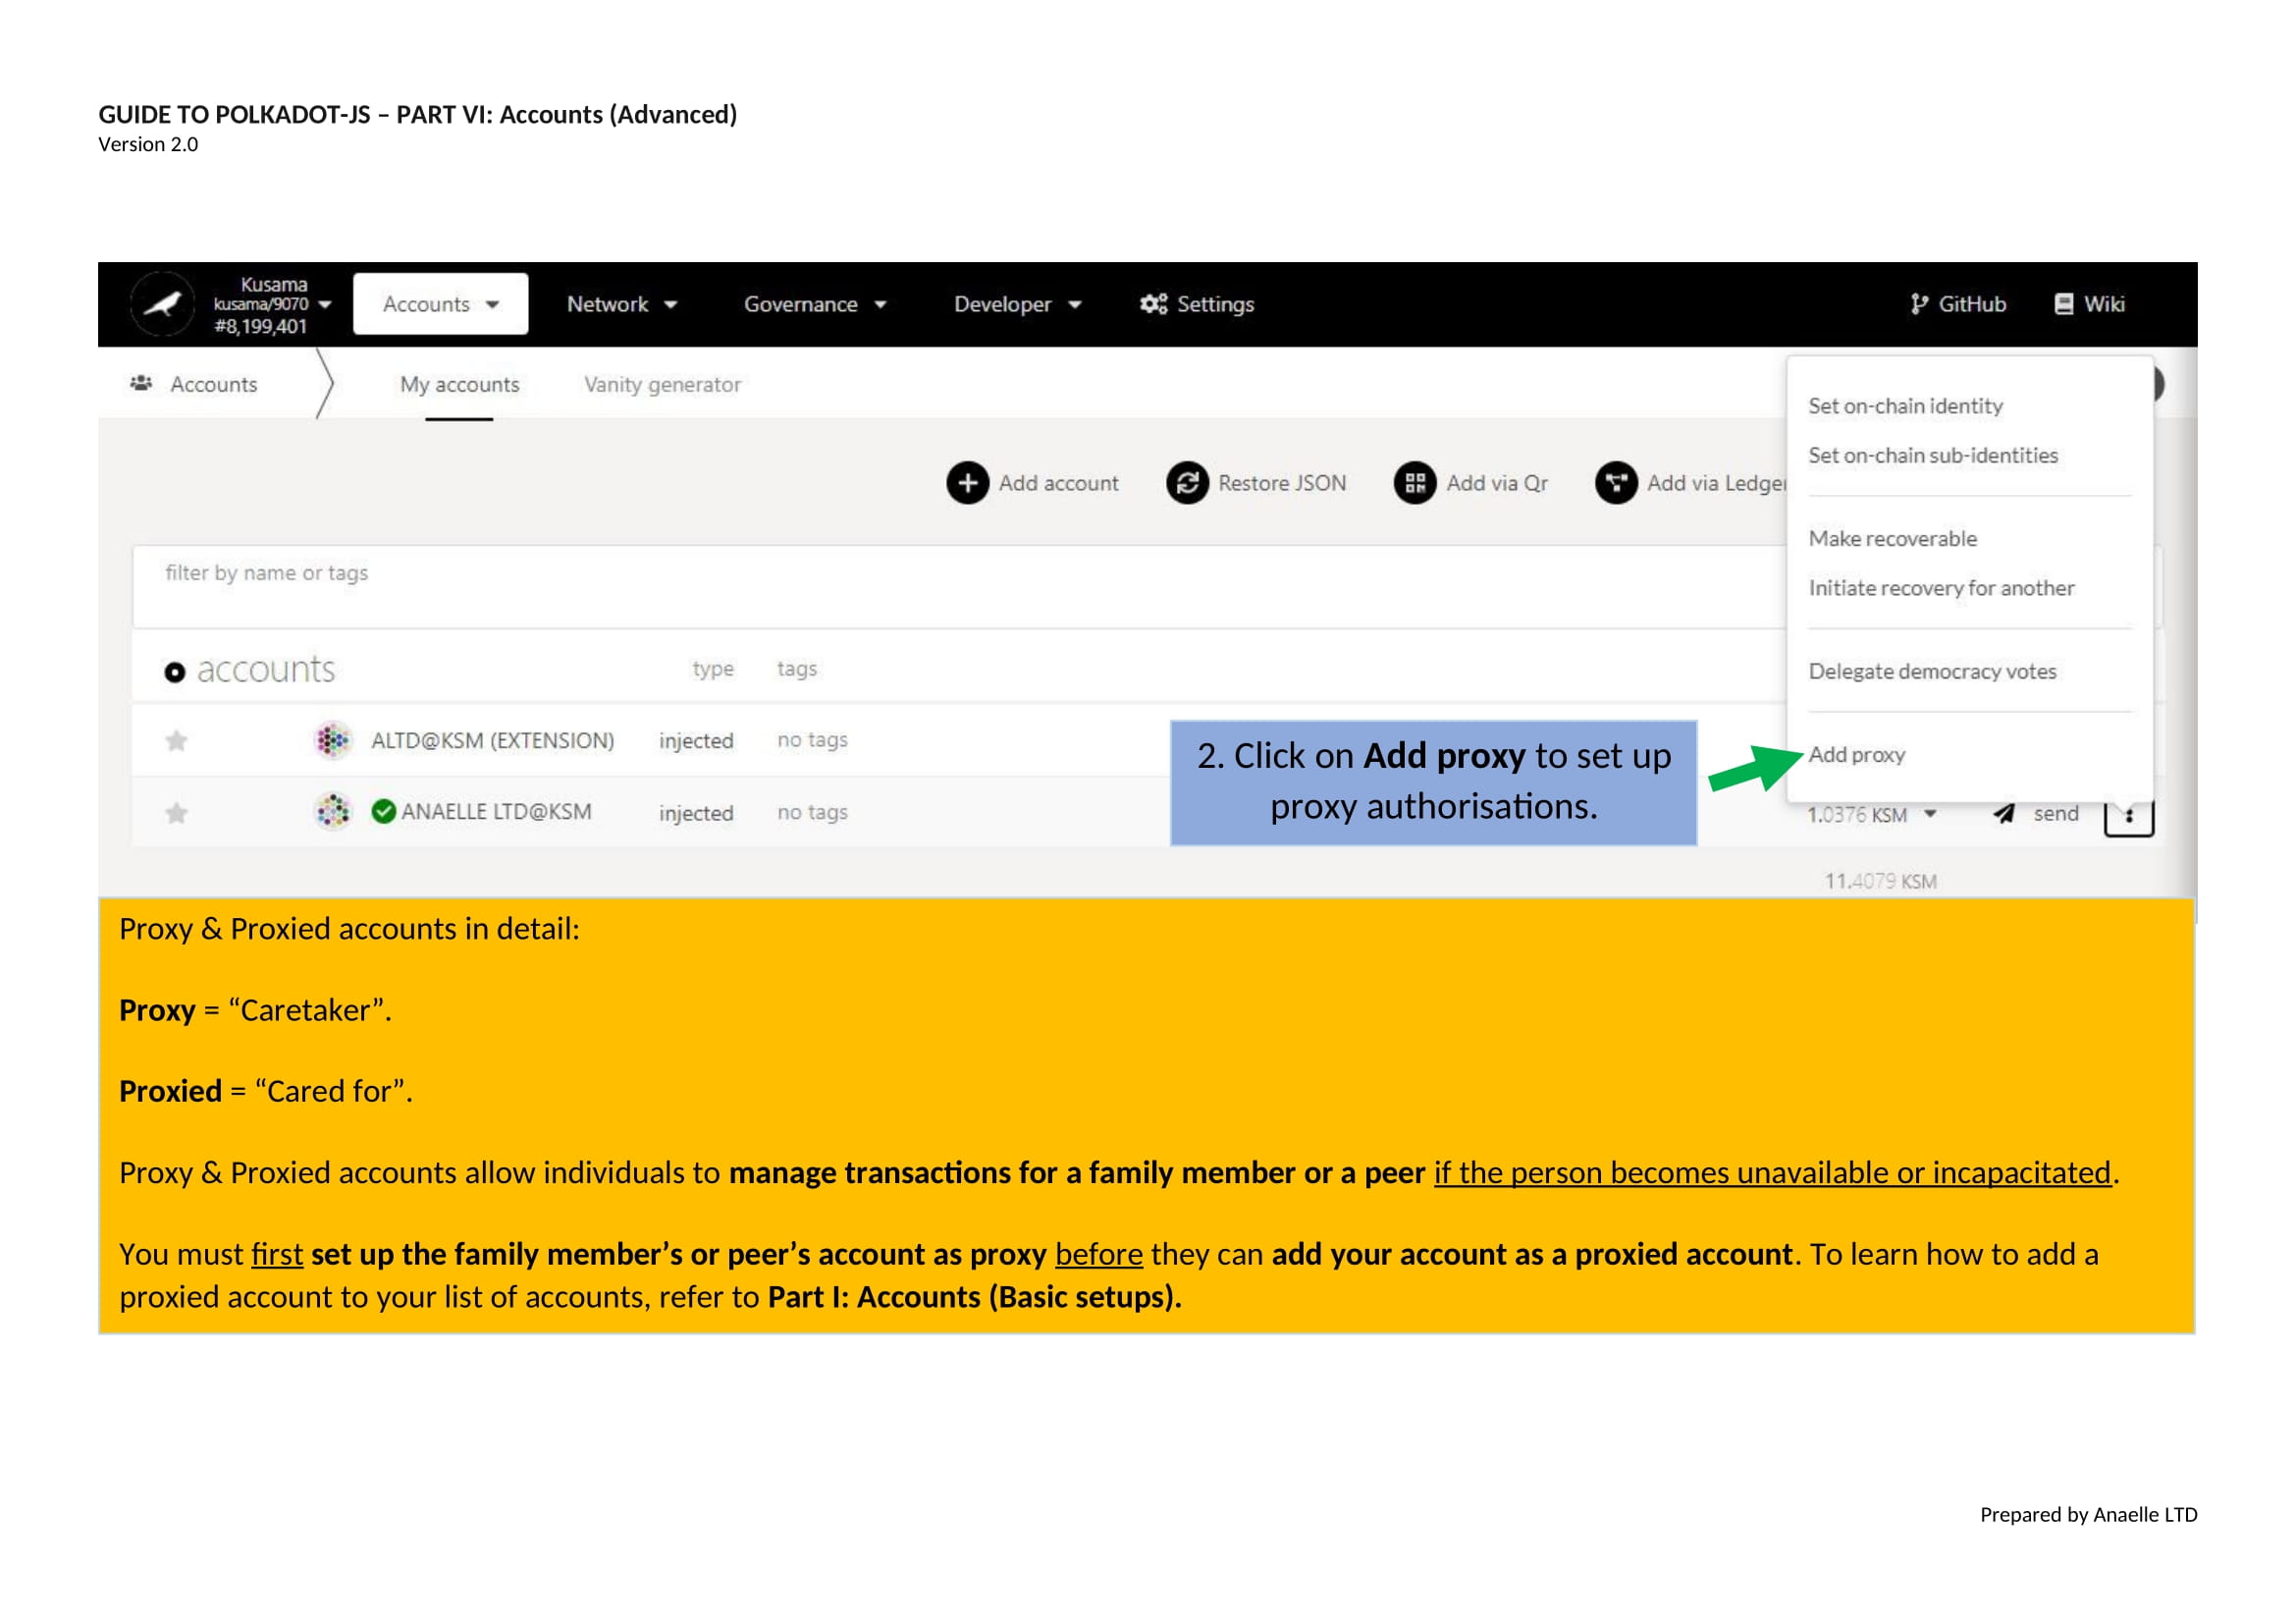 GUIDE TO POLKADOT-JS – PART VI: Accounts (Advanced)
Version 2.0
Kusama
kusama/9070
#8,199,401
Accounts
Network
Governance
Developer
Settings
GitHub
Wiki
Accounts
My accounts
Vanity generator
Set on-chain identity
Set on-chain sub-identities
Make recoverable
Initiate recovery for another
Delegate democracy votes
Add proxy
Add account
Restore JSON
Add via Qr
Add via Ledger
filter by name or tags
accounts type tags
ALTD@KSM (EXTENSION) injected no tags
2. Click on Add proxy to set up
proxy authorisations.
ANAELLE LTD@KSM injected no tags
1.0376 KSM send
11.4079 KSM
Proxy & Proxied accounts in detail:
Proxy = “Caretaker”.
Proxied = “Cared for”.
Proxy & Proxied accounts allow individuals to manage transactions for a family member or a peer if the person becomes unavailable or incapacitated.
You must first set up the family member’s or peer’s account as proxy before they can add your account as a proxied account. To learn how to add a
proxied account to your list of accounts, refer to Part I: Accounts (Basic setups).
Prepared by Anaelle LTD